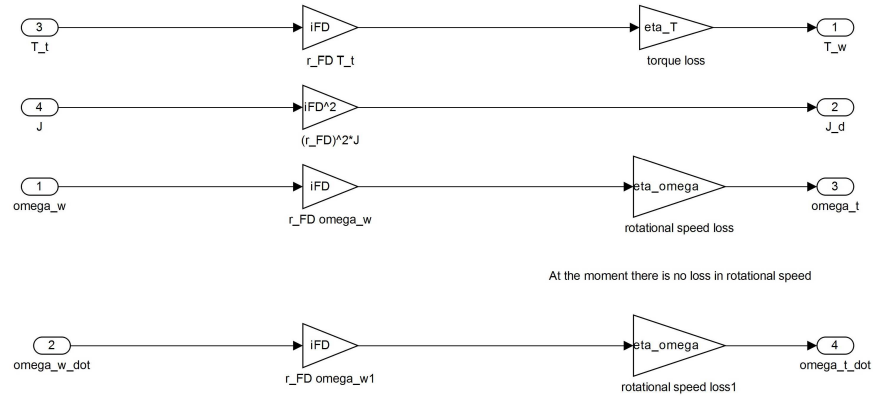 3
iFD
eta_T
1
T_t
r_FD T_t
torque loss
T_w
4
iFD^2
2
J
(r_FD)^2*J
J_d
1
iFD
eta_omega
3
omega_w
r_FD omega_w
rotational speed loss
omega_t
At the moment there is no loss in rotational speed
2
iFD
eta_omega
4
omega_w_dot
r_FD omega_w1
rotational speed loss1
omega_t_dot